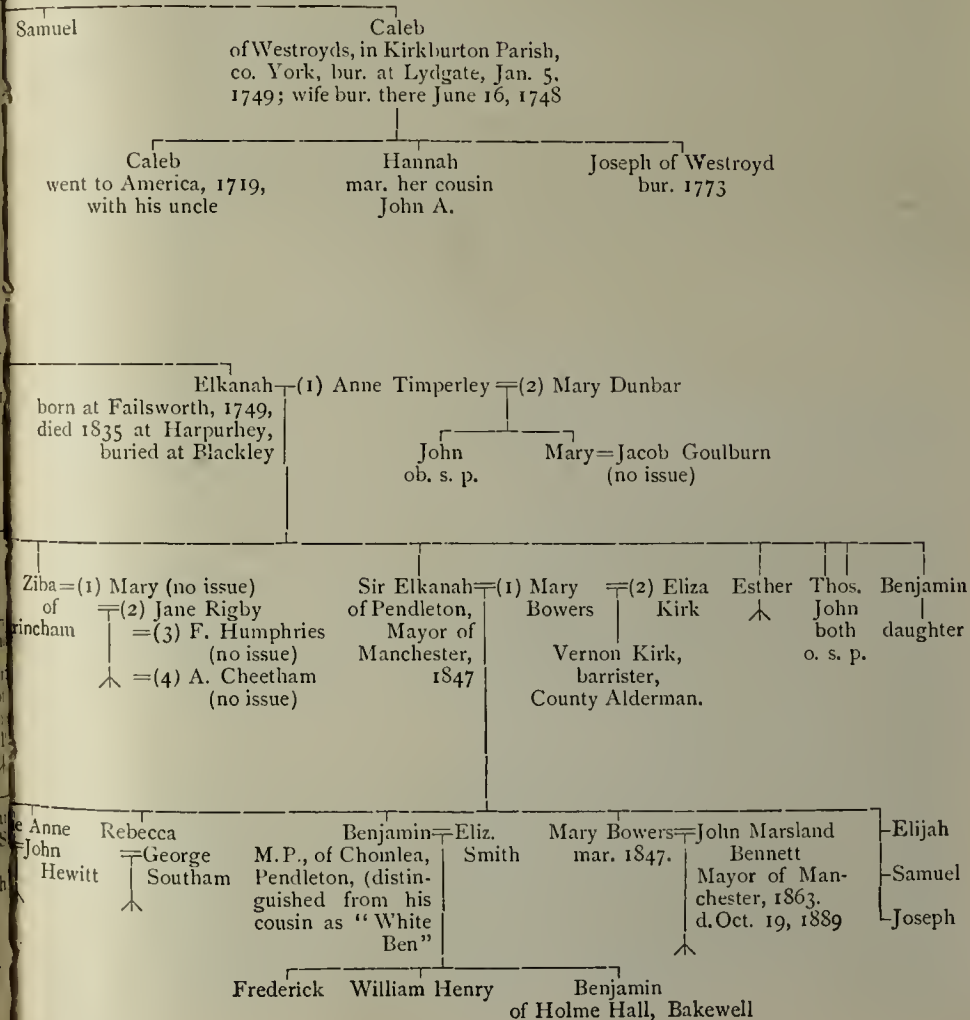 Samuel
Caleb
of Westroyds, in Kirkburton Parish,
co. York, bur. at Lydgate, Jan. 5,
1749; wife bur. there June 16, 1748
Caleb
went to America, 1719,
with his uncle
Hannah
mar. her cousin
John A.
Joseph of Westroyd
bur. 1773
Elkanah
(1) Anne Timperley
(2) Mary Dunbar
born at Failsworth, 1749,
died 1835 at Harpurhey,
buried at Blackley
John
ob. s. p.
Mary=Jacob Goulburn
(no issue)
Ziba=(1) Mary (no issue)
of
rincham
(2) Jane Rigby
=(3) F. Humphries
(no issue)
=(4) A. Cheetham
(no issue)
Sir Elkanah
of Pendleton,
Mayor of
Manchester,
1847
(1) Mary
Bowers
(2) Eliza
Kirk
Vernon Kirk,
barrister,
County Alderman.
Esther
Thos.
John
both
o. s. p.
Benjamin
daughter
e Anne
John
Hewitt
Rebecca
George
Southam
Benjamin
M.P., of Chomlea,
Pendleton, (distin-
guished from his
cousin as "White
Ben"
Eliz.
Smith
Mary Bowers
mar. 1847.
John Marsland
Bennett
Mayor of Man-
chester, 1863.
d.Oct. 19, 1889
Elijah
Samuel
Joseph
Frederick
William Henry
Benjamin
of Holme Hall, Bakewell